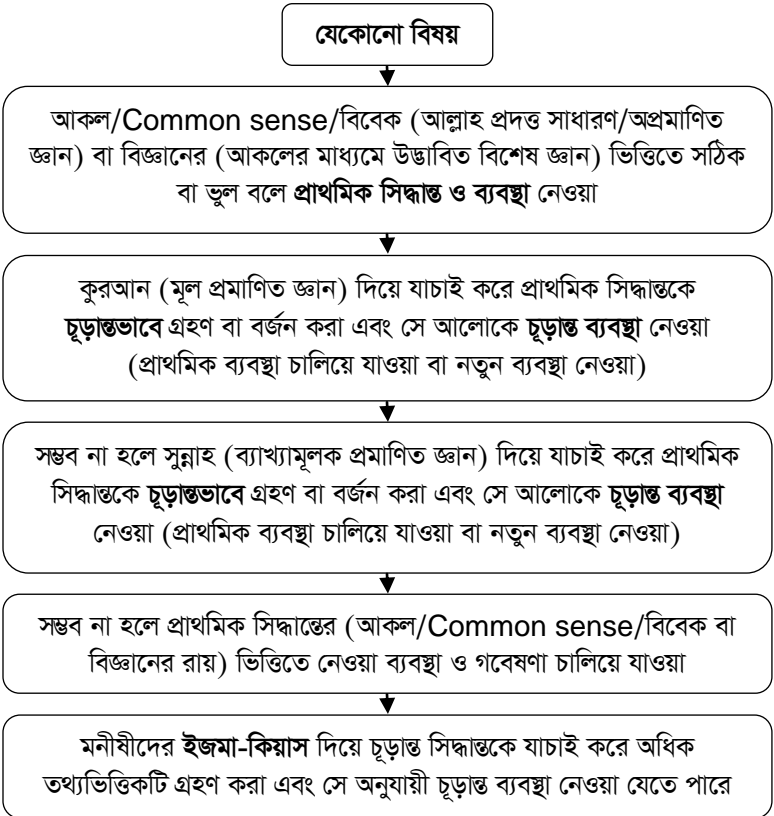 যেকোনো বিষয়
আকল/Common sense/বিবেক (আল্লাহ প্রদত্ত সাধারণ/অপ্রমাণিত
জ্ঞান) বা বিজ্ঞানের (আকলের মাধ্যমে উদ্ভাবিত বিশেষ জ্ঞান) ভিত্তিতে সঠিক
বা ভুল বলে প্রাথমিক সিদ্ধান্ত ও ব্যবস্থা নেওয়া
কুরআন (মূল প্রমাণিত জ্ঞান) দিয়ে যাচাই করে প্রাথমিক সিদ্ধান্তকে
চূড়ান্তভাবে গ্রহণ বা বর্জন করা এবং সে আলোকে চূড়ান্ত ব্যবস্থা নেওয়া
(প্রাথমিক ব্যবস্থা চালিয়ে যাওয়া বা নতুন ব্যবস্থা নেওয়া)
সম্ভব না হলে সুন্নাহ (ব্যাখ্যামূলক প্রমাণিত জ্ঞান) দিয়ে যাচাই করে প্রাথমিক
সিদ্ধান্তকে চূড়ান্তভাবে গ্রহণ বা বর্জন করা এবং সে আলোকে চূড়ান্ত ব্যবস্থা
নেওয়া (প্রাথমিক ব্যবস্থা চালিয়ে যাওয়া বা নতুন ব্যবস্থা নেওয়া)
সম্ভব না হলে প্রাথমিক সিদ্ধান্তের (আকল/Common sense/বিবেক বা
বিজ্ঞানের রায়) ভিত্তিতে নেওয়া ব্যবস্থা ও গবেষণা চালিয়ে যাওয়া
মনীষীদের ইজমা-কিয়াস দিয়ে চূড়ান্ত সিদ্ধান্তকে যাচাই করে অধিক
তথ্যভিত্তিকটি গ্রহণ করা এবং সে অনুযায়ী চূড়ান্ত ব্যবস্থা নেওয়া যেতে পারে